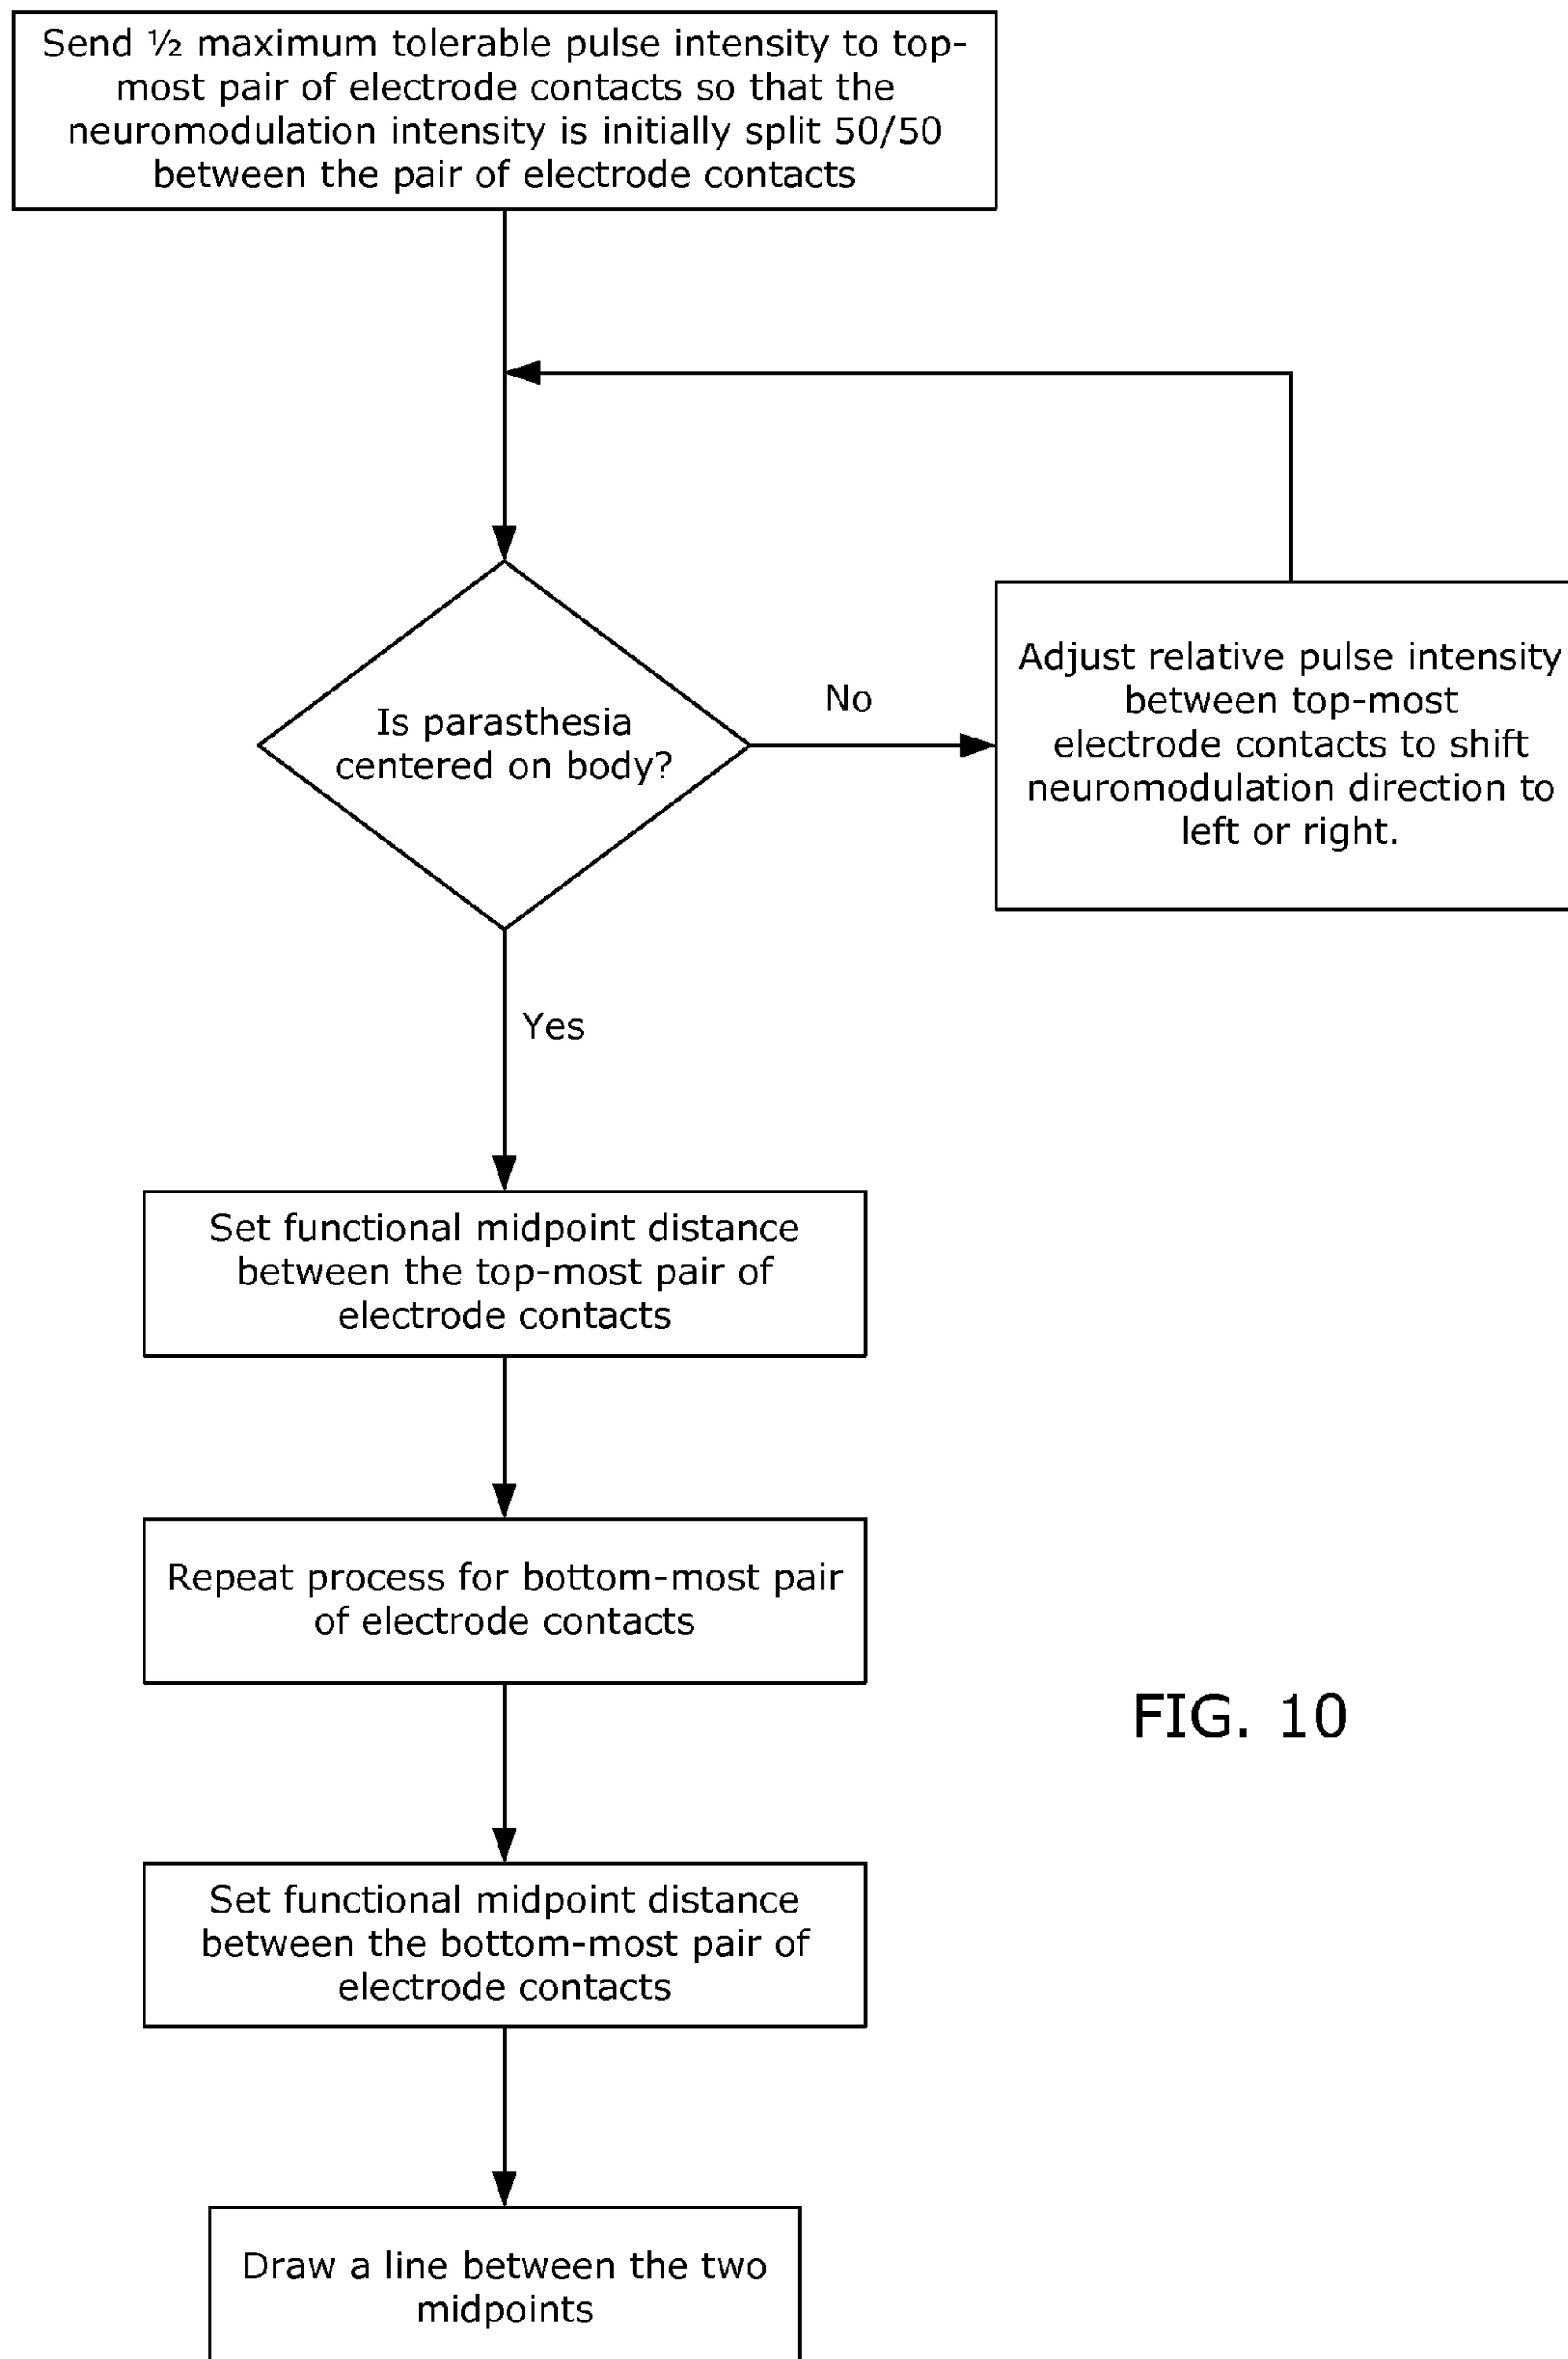 Send ½ maximum tolerable pulse intensity to top-
most pair of electrode contacts so that the
neuromodulation intensity is initially split 50/50
between the pair of electrode contacts
Is parasthesia
centered on body?
No
Adjust relative pulse intensity
between top-most
electrode contacts to shift
neuromodulation direction to
left or right.
Yes
Set functional midpoint distance
between the top-most pair of
electrode contacts
Repeat process for bottom-most pair
of electrode contacts
FIG. 10
Set functional midpoint distance
between the bottom-most pair of
electrode contacts
Draw a line between the two
midpoints